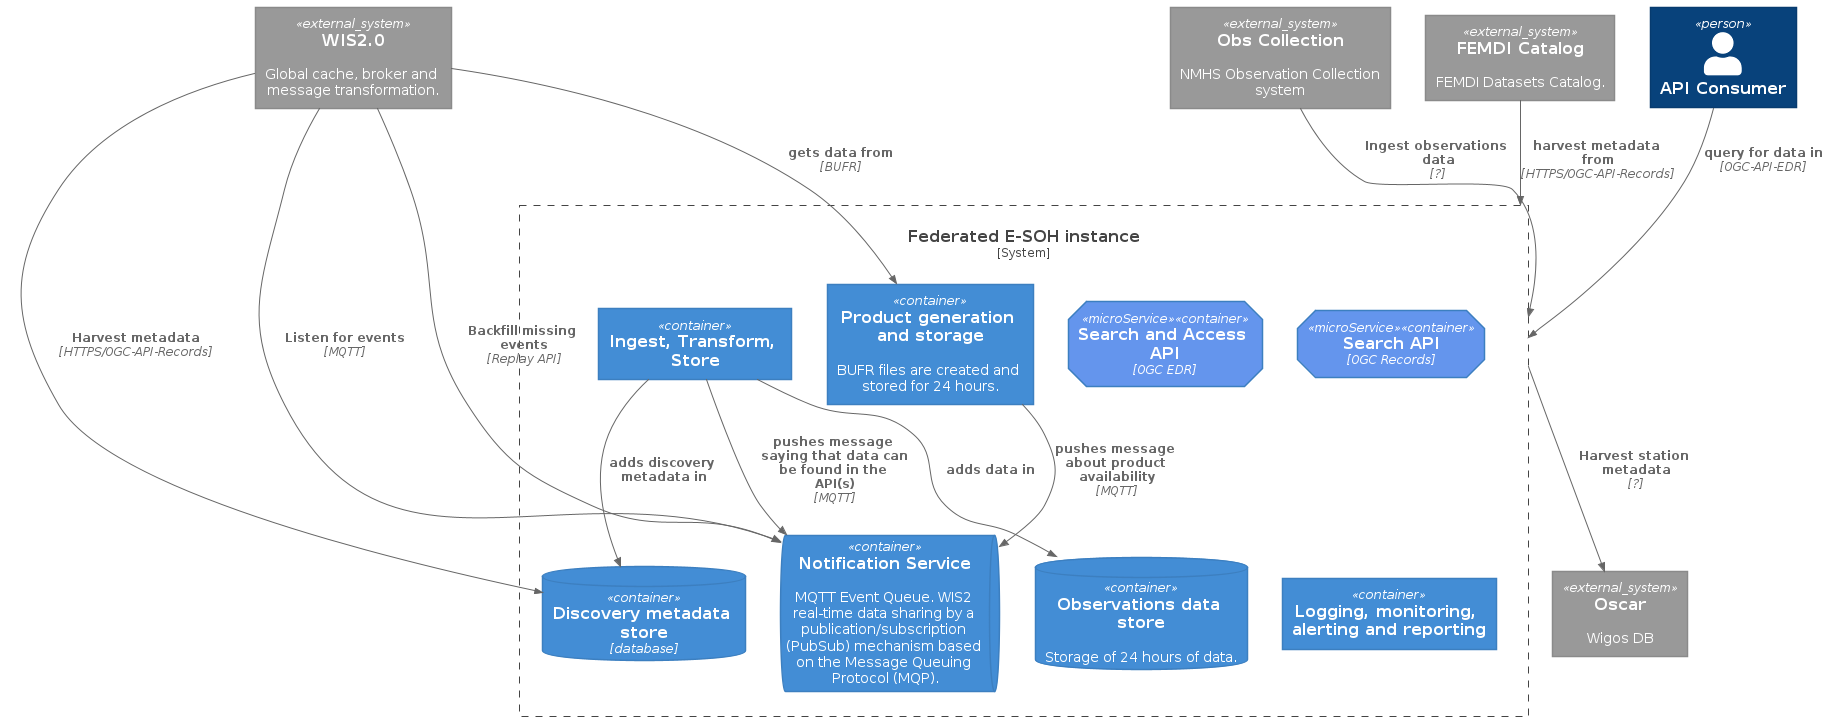 «external_system»
WIS2.0
Global cache, broker and
message transformation.
«external_system»
Obs Collection
NMHS Observation Collection
system
«external_system»
FEMDI Catalog
FEMDI Datasets Catalog.
«person»
API Consumer
gets data from
[BUFR]
Ingest observations
data
[?]
harvest metadata
from
[HTTPS/OGC-API-Records]
query for data in
[OGC-API-EDR]
Federated E-SOH instance
[System]
Harvest metadata
[HTTPS/OGC-API-Records]
Listen for events
[MQTT]
Backfill missing
events
[Replay API]
«container»
Ingest, Transform,
Store
«container»
Product generation
and storage
BUFR files are created and
stored for 24 hours.
«microService»«container»
Search and Access
API
[OGC EDR]
«microService»«container»
Search API
[OGC Records]
adds discovery
metadata in
pushes message
saying that data can
be found in the
API(s)
[MQTT]
adds data in
pushes message
about product
availability
[MQTT]
Harvest station
metadata
[?]
«container»
Discovery metadata
store
[database]
«container»
Notification Service
MQTT Event Queue. WIS2
real-time data sharing by a
publication/subscription
(PubSub) mechanism based
on the Message Queuing
Protocol (MQP).
«container»
Observations data
store
Storage of 24 hours of data.
«container»
Logging, monitoring,
alerting and reporting
«external_system»
Oscar
Wigos DB